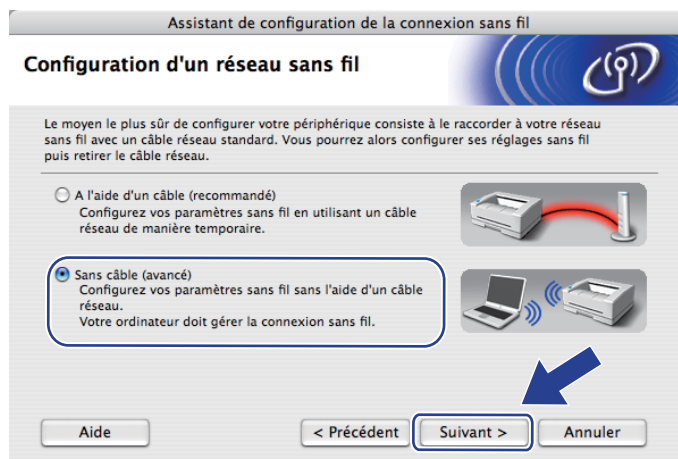 Assistant de configuration de la connexion sans fil
Configuration d'un réseau sans fil
Le moyen le plus sûr de configurer votre périphérique consiste à le raccorder à votre réseau
sans fil avec un câble réseau standard. Vous pourrez alors configurer ses réglages sans fil
puis retirer le câble réseau.
A l'aide d'un câble (recommandé)
Configurez vos paramètres sans fil en utilisant un câble
réseau de manière temporaire.
Sans câble (avancé)
Configurez vos paramètres sans fil sans l'aide d'un câble
réseau.
Votre ordinateur doit gérer la connexion sans fil.
Aide
< Précédent
Suivant >
Annuler